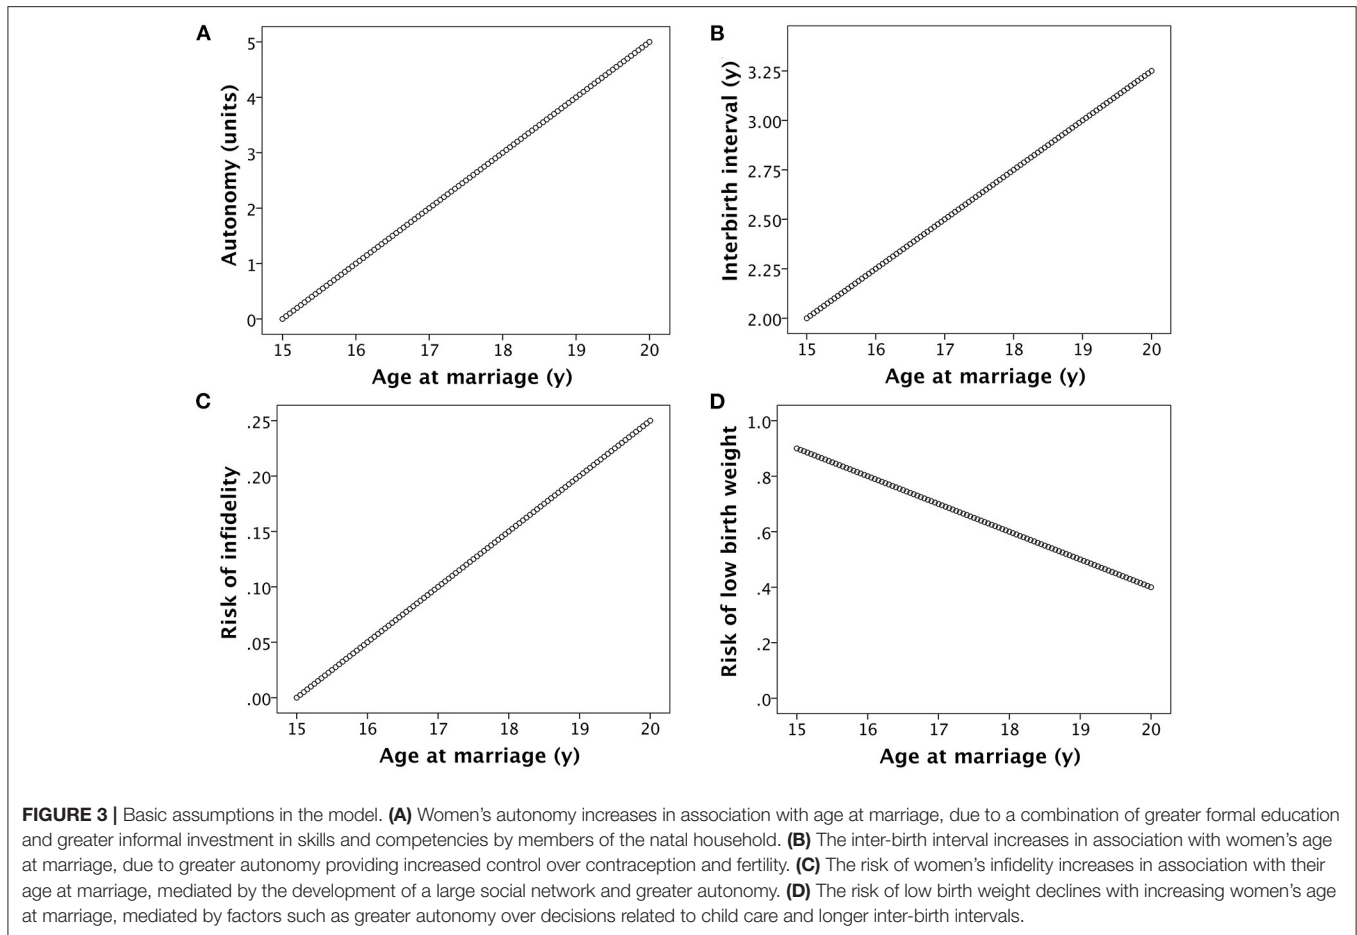 A
Autonomy (units)
5
4
3
2
1
0
15 16 17 18 19 20
Age at marriage (y)
B
Interbirth interval (y)
3.25
3.00
2.75
2.50
2.25
2.00
15 16 17 18 19 20
Age at marriage (y)
C
Risk of infidelity
.25
.20
.15
.10
.05
.00
15 16 17 18 19 20
Age at marriage (y)
D
Risk of low birth weight
1.0
.8
.6
.4
.2
.0
15 16 17 18 19 20
Age at marriage (y)
FIGURE 3 | Basic assumptions in the model. (A) Women's autonomy increases in association with age at marriage, due to a combination of greater formal education
and greater informal investment in skills and competencies by members of the natal household. (B) The inter-birth interval increases in association with women's age
at marriage, due to greater autonomy providing increased control over contraception and fertility. (C) The risk of women's infidelity increases in association with their
age at marriage, mediated by the development of a large social network and greater autonomy. (D) The risk of low birth weight declines with increasing women's age
at marriage, mediated by factors such as greater autonomy over decisions related to child care and longer inter-birth intervals.